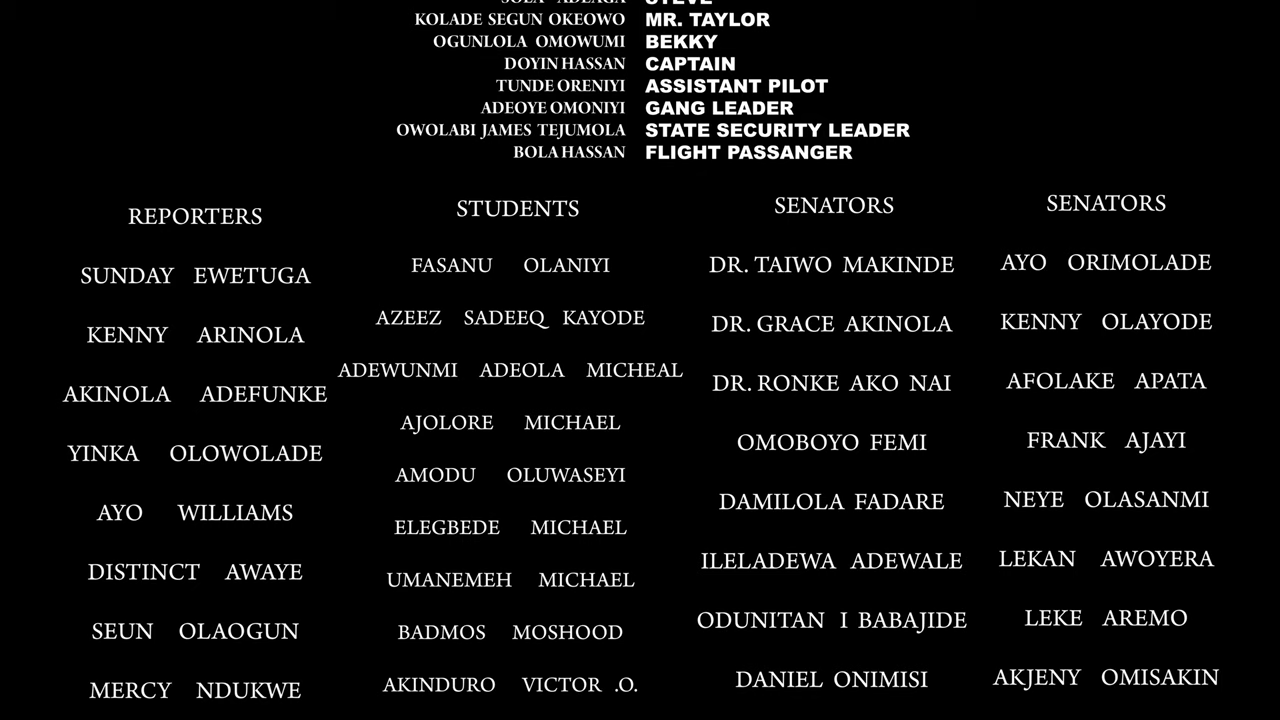 SOLA ADEAGA STEVE
KOLADE SEGUN OKEOWO MR. TAYLOR
OGUNLOLA OMOWUMI BEKKY
DOYIN HASSAN CAPTAIN
TUNDE ORENIYI ASSISTANT PILOT
ADEOYE OMONIYI GANG LEADER
OWOLABI JAMES TEJUMOLA STATE SECURITY LEADER
BOLA HASSAN FLIGHT PASSANGER
REPORTERS
SUNDAY EWETUGA
KENNY ARINOLA
AKINOLA ADEFUNKE
YINKA OLOWOLADE
AYO WILLIAMS
DISTINCT AWAYE
SEUN OLAOGUN
MERCY NDUKWE
STUDENTS
FASANU OLANIYI
AZEEZ SADEEQ KAYODE
ADEWUNMI ADEOLA MICHEAL
AJOLORE MICHAEL
AMODU OLUWASEYI
ELEGBEDE MICHAEL
UMANEMEH MICHAEL
BADMOS MOSHOOD
AKINDURO VICTOR .O.
SENATORS
DR. TAIWO MAKINDE
DR. GRACE AKINOLA
DR. RONKE AKO NAI
OMOBOYO FEMI
DAMILOLA FADARE
ILELADEWA ADEWALE
ODUNITAN I BABAJIDE
DANIEL ONIMISI
SENATORS
AYO ORIMOLADE
KENNY OLAYODE
AFOLAKE APATA
FRANK AJAYI
NEYE OLASANMI
LEKAN AWOYERA
LEKE AREMO
AKJENY OMISAKIN